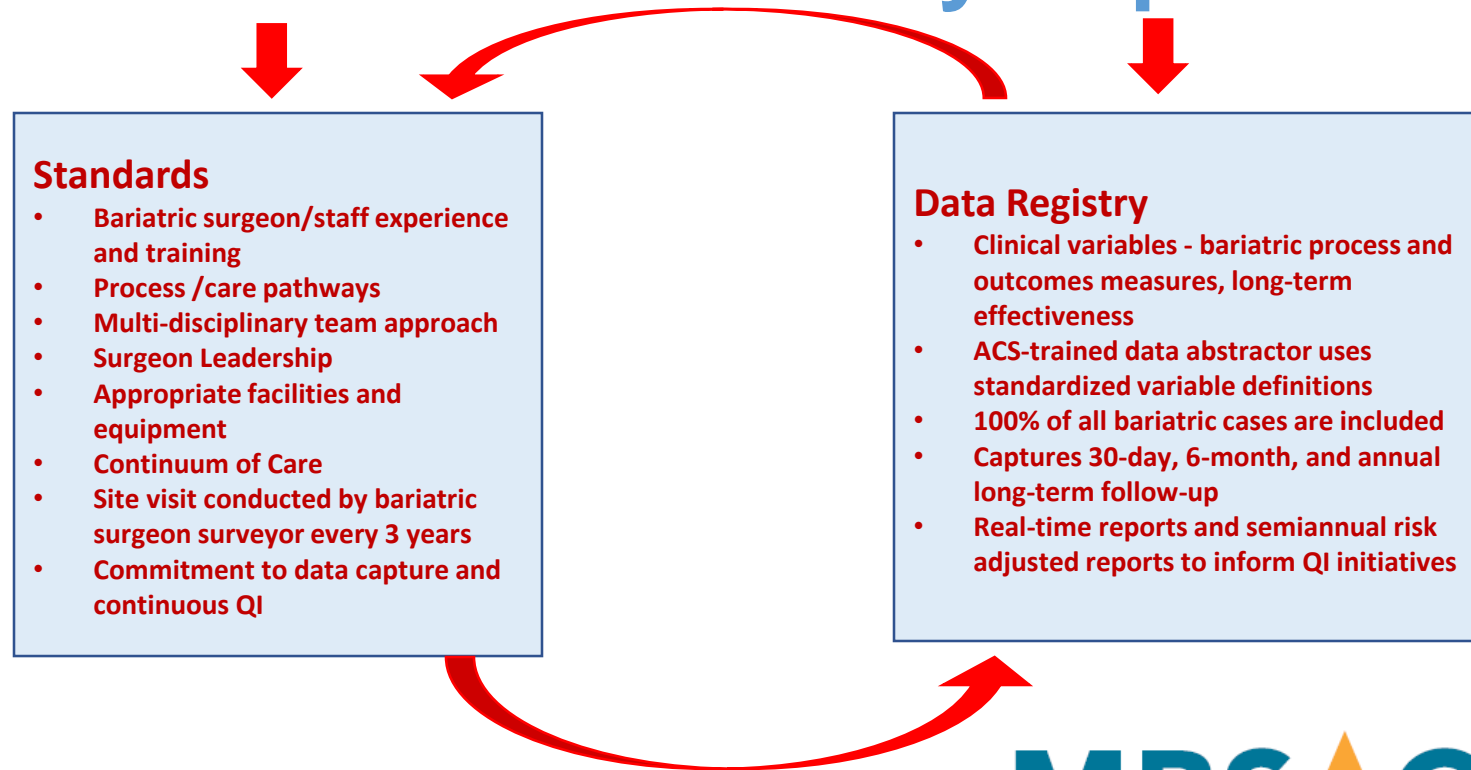 Standards
• Bariatric surgeon/staff experience
and training
• Process /care pathways
• Multi-disciplinary team approach
• Surgeon Leadership
• Appropriate facilities and
equipment
• Continuum of Care
• Site visit conducted by bariatric
surgeon surveyor every 3 years
• Commitment to data capture and
continuous QI
Data Registry
• Clinical variables - bariatric process and
outcomes measures, long-term
effectiveness
• ACS-trained data abstractor uses
standardized variable definitions
• 100% of all bariatric cases are included
• Captures 30-day, 6-month, and annual
long-term follow-up
• Real-time reports and semiannual risk
adjusted reports to inform QI initiatives